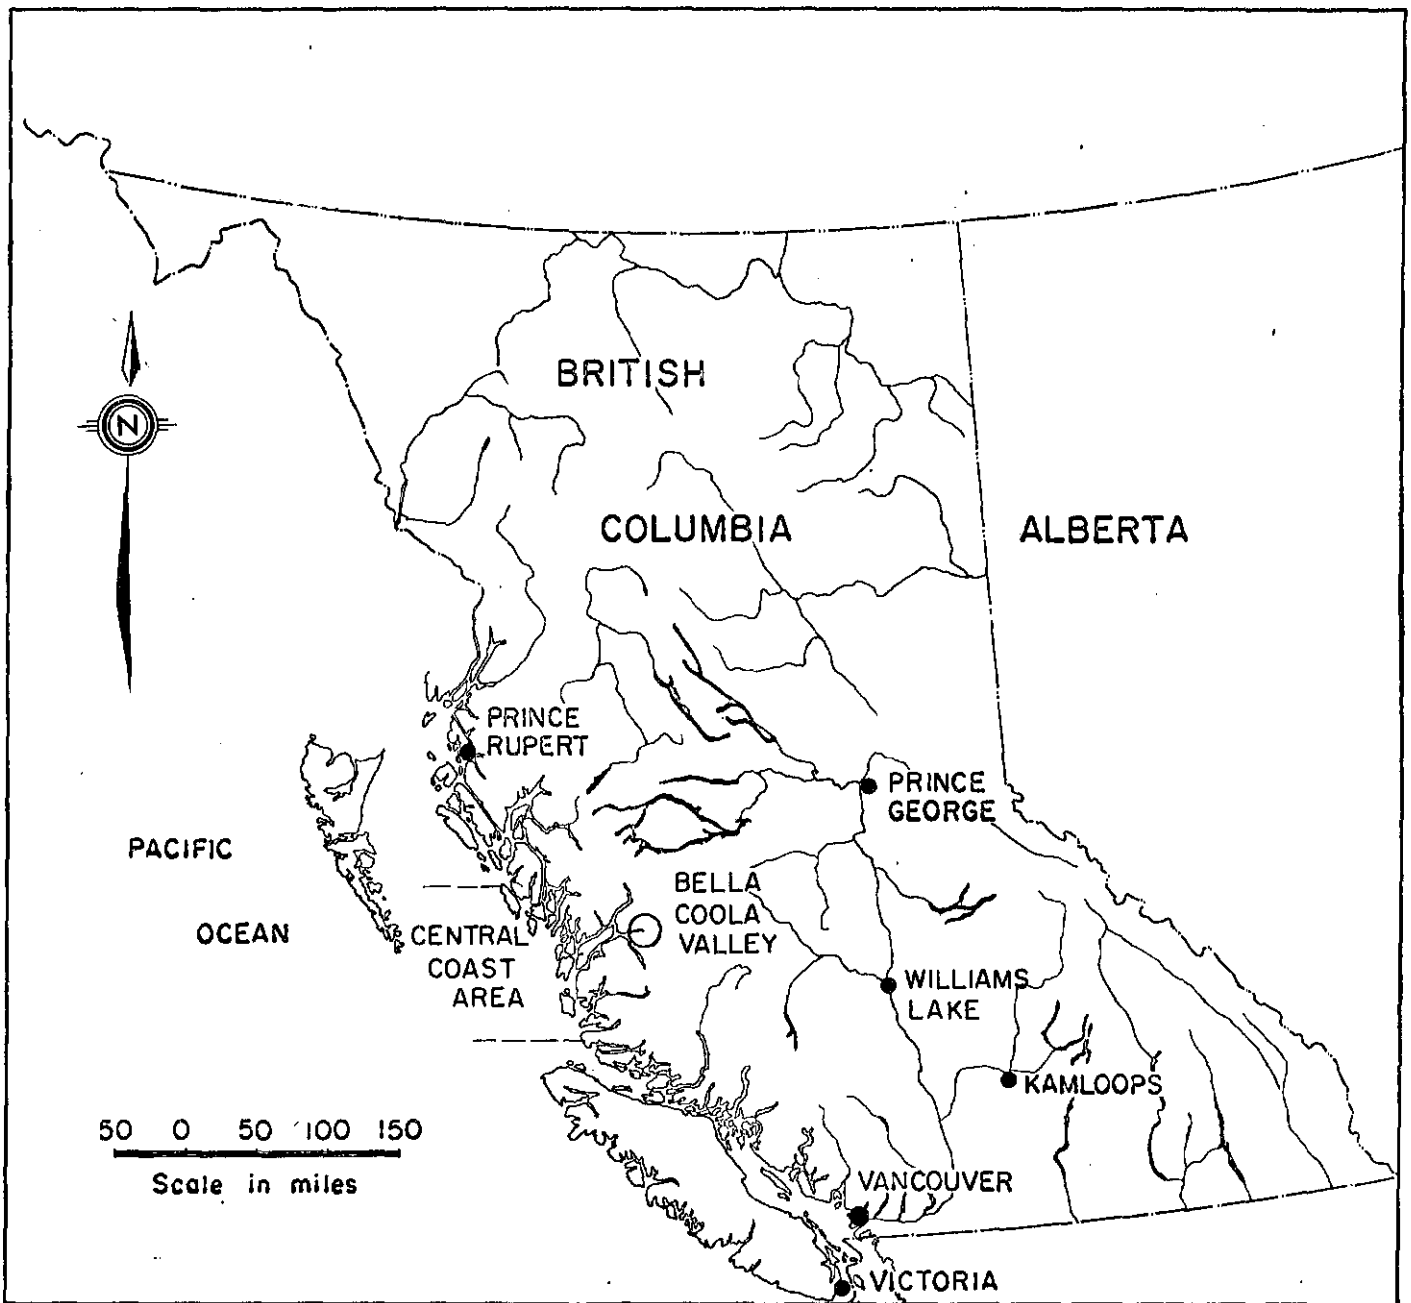 BRITISH
N
COLUMBIA
ALBERTA
PRINCE
RUPERT
PRINCE
GEORGE
PACIFIC
OCEAN
BELLA
COOLA
VALLEY
CENTRAL
COAST
AREA
WILLIAMS
LAKE
KAMLOOPS
50 0 50 100 150
Scale in miles
VANCOUVER
VICTORIA